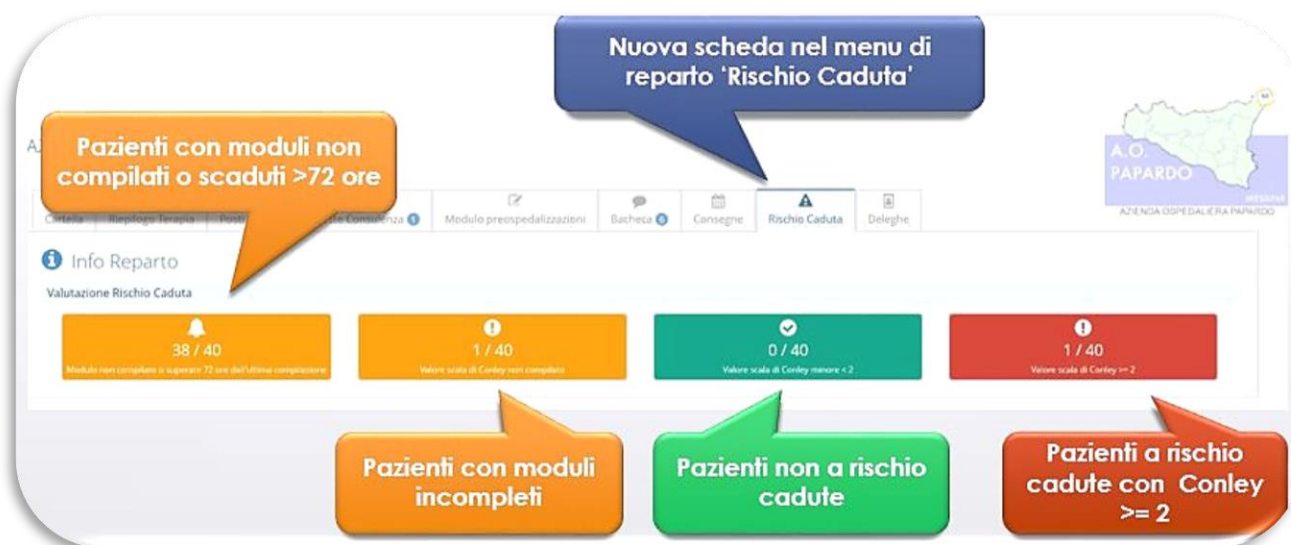 Nuova scheda nel menu di
reparto ‘Rischio Caduta’
Pazienti con moduli non
compilati o scaduti >72 ore
A.O.
PAPARDO
MESSINA
AZIENDA OSPEDALIERA PAPARDO
Cartella Riepilogo Terapia Consulenza 1 Modulo preospedalizzazioni Bacheca 6 Consegne Rischio Caduta Deleghe
Info Reparto
Valutazione Rischio Caduta
38 / 40
Modulo non compilato o superate 72 ore dall'ultima compilazione
1 / 40
Valore scala di Conley non compilato
0 / 40
Valore scala di Conley minore < 2
1 / 40
Valore scala di Conley >= 2
Pazienti con moduli
incompleti
Pazienti non a rischio
cadute
Pazienti a rischio
cadute con Conley
>= 2